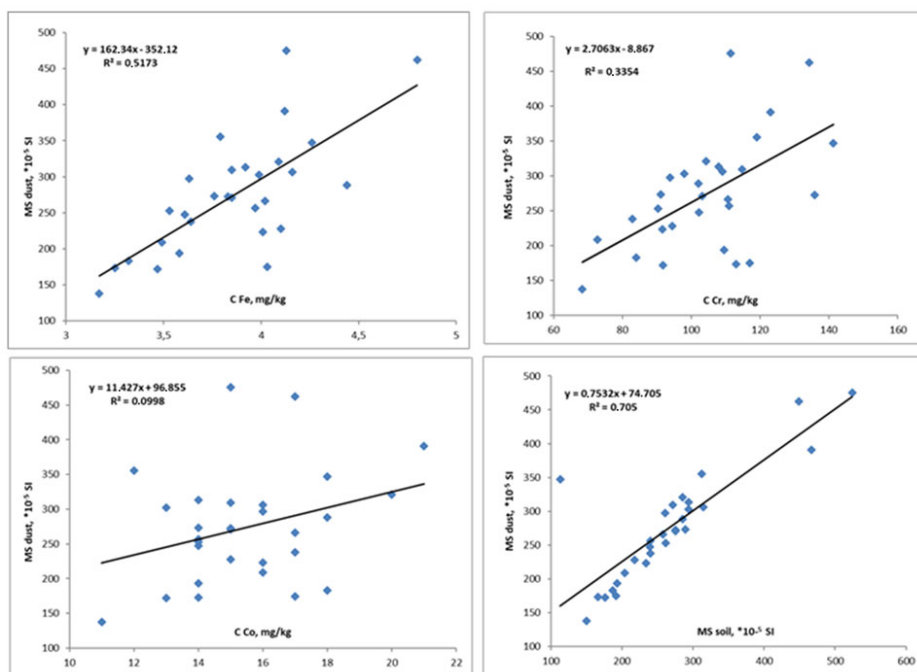 y = 162.34x - 352.12
R² = 0.5173
500
450
400
350
300
250
200
150
100
MS dust, *10⁻⁵ SI
C Fe, mg/kg
3 3,5 4 4,5 5
y = 2.7063x - 8.867
R² = 0.3354
500
450
400
350
300
250
200
150
100
MS dust, *10⁻⁵ SI
C Cr, mg/kg
60 80 100 120 140 160
y = 11.427x + 96.855
R² = 0.0998
500
450
400
350
300
250
200
150
100
MS dust, *10⁻⁵ SI
C Co, mg/kg
10 12 14 16 18 20 22
y = 0.7532x + 74.705
R² = 0.705
500
450
400
350
300
250
200
150
100
MS dust, *10⁻⁵ SI
MS soil, *10⁻⁵ SI
100 200 300 400 500 600